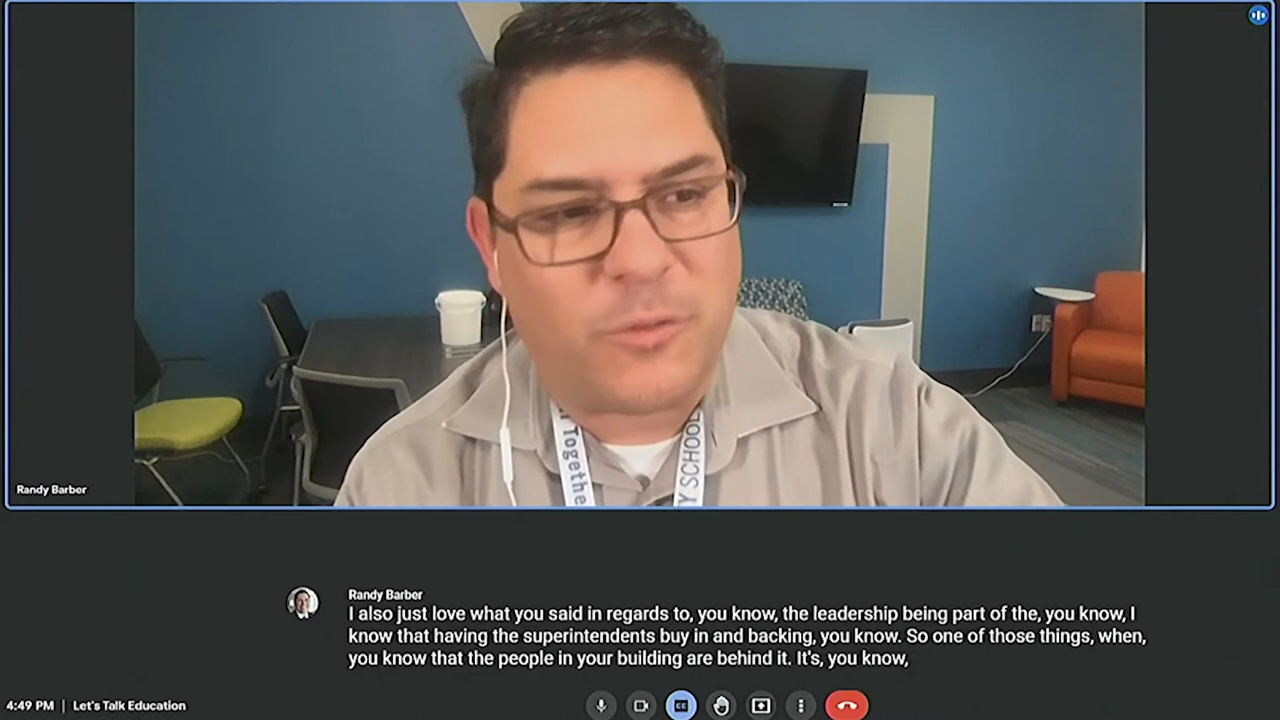 Togethe
Y SCHOOL
Randy Barber
Randy Barber
I also just love what you said in regards to, you know, the leadership being part of the, you know, I
know that having the superintendents buy in and backing, you know. So one of those things, when,
you know that the people in your building are behind it. It's, you know,
4:49 PM | Let's Talk Education